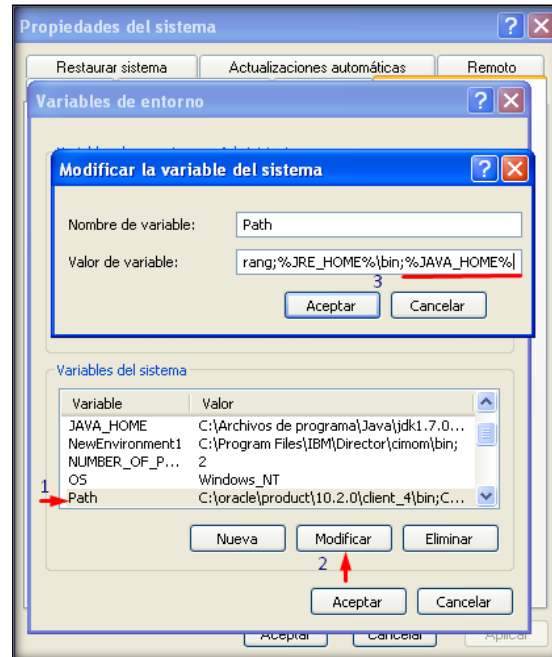 Propiedades del sistema
Restaurar sistema Actualizaciones automáticas Remoto
Variables de entorno
Modificar la variable del sistema
Nombre de variable: Path
Valor de variable: rang;%JRE_HOME%\bin;%JAVA_HOME%
3
Aceptar Cancelar
Variables del sistema
Variable Valor
JAVA_HOME C:\Archivos de programa\Java\jdk1.7.0...
NewEnvironment1 C:\Program Files\IBM\Director\cimom\bin;
NUMBER_OF_P... 2
OS Windows_NT
1 Path C:\oracle\product\10.2.0\client_4\bin;C...
Nueva Modificar Eliminar
2
Aceptar Cancelar
Aceptar Cancelar Aplicar